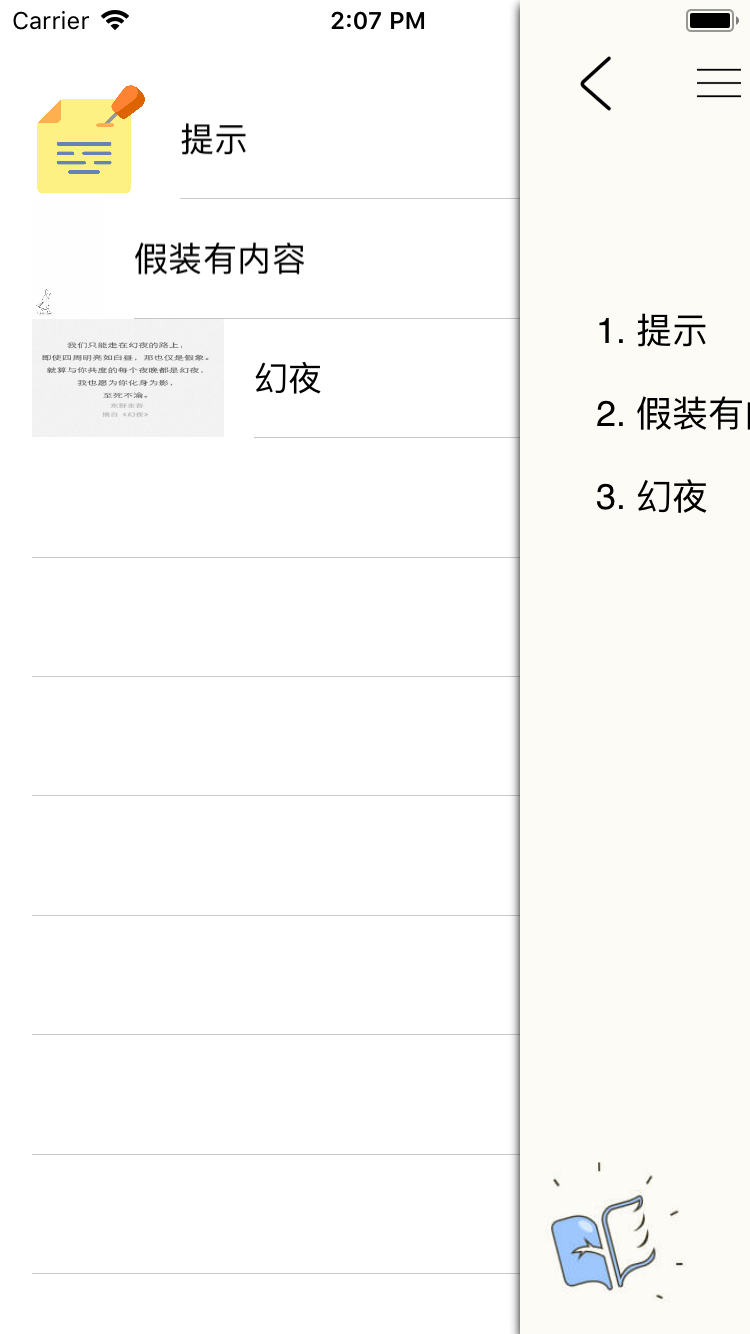 Carrier
2:07 PM
提示
假装有内容
我们只能走在幻夜的路上，
即使四周明亮如白昼，那也仅是假象。
就算与你共度的每个夜晚都是幻夜，
我也愿为你化身为影，
至死不渝。
东野圭吾
摘自《幻夜》
幻夜
1. 提示
2. 假装有
3. 幻夜